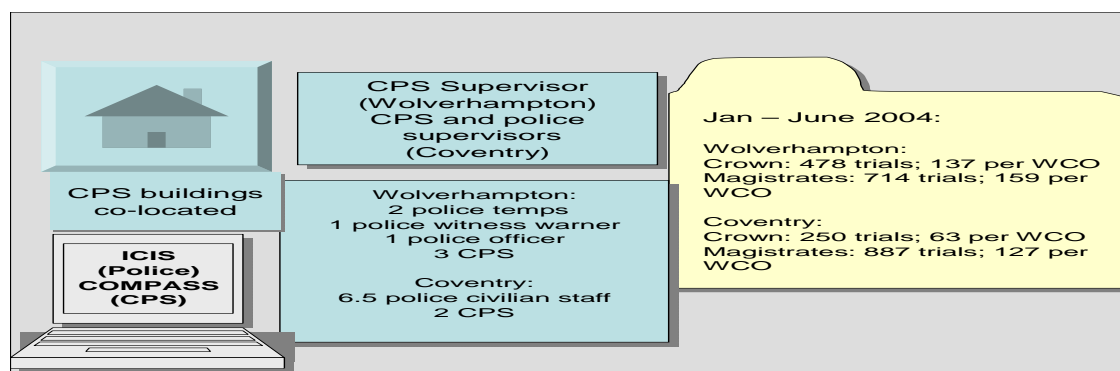 CPS buildings
co-located
ICIS
(Police)
COMPASS
(CPS)
CPS Supervisor
(Wolverhampton)
CPS and police
supervisors
(Coventry)
Wolverhampton:
2 police temps
1 police witness warner
1 police officer
3 CPS
Coventry:
6.5 police civilian staff
2 CPS
Jan – June 2004:
Wolverhampton:
Crown: 478 trials; 137 per WCO
Magistrates: 714 trials; 159 per
WCO
Coventry:
Crown: 250 trials; 63 per WCO
Magistrates: 887 trials; 127 per
WCO